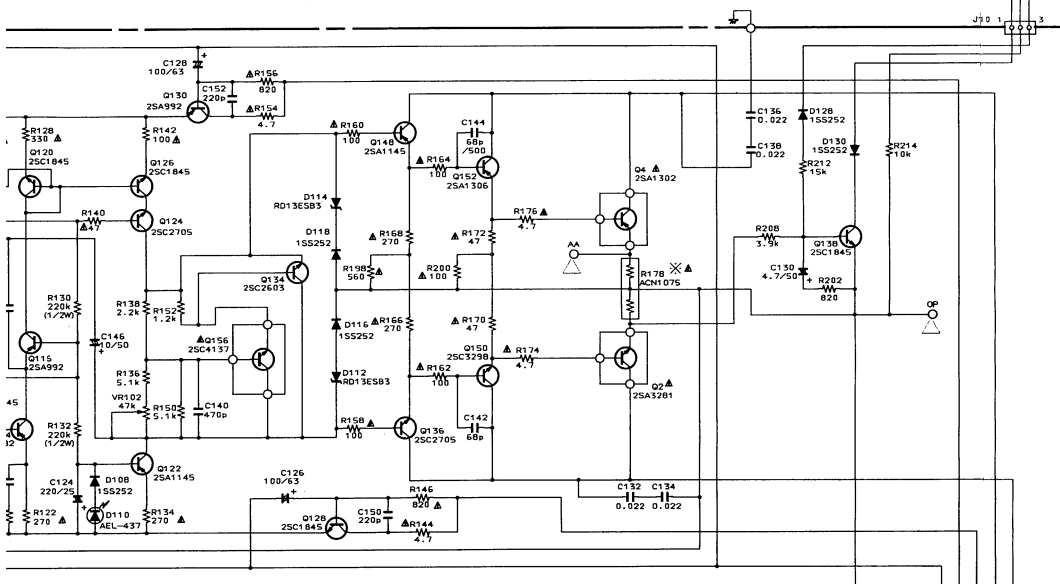 J10 1 3
C128
100/63
C152
220p
R156
820
R154
4.7
Q130
2SA992
R128
330
R142
100
Q120
2SC1845
Q126
2SC1845
R140
47
Q124
2SC2705
R160
100
Q148
2SA1145
C144
68p
/500
R164
100
Q152
2SA1306
C136
0.022
C138
0.022
D128
1SS252
D130
1SS252
R212
15k
R214
10k
Q4
2SA1302
D114
RD13ESB3
D118
1SS252
R176
4.7
R168
270
R172
47
AA
R208
3.9k
Q138
2SC1845
C130
4.7/50
R202
820
R198
560
R200
100
R178 ※
ACN1075
Q134
2SC2603
R130
220k
(1/2W)
R138
2.2k
R152
1.2k
C146
10/50
Q156
2SC4137
D116
1SS252
R166
270
R170
47
OP
Q115
2SA992
R136
5.1k
VR102
47k
R150
5.1k
C140
470p
D112
RD13ESB3
Q150
2SC3298
R174
4.7
R162
100
Q2
2SA3281
45
R132
220k
(1/2W)
4
82
R158
100
Q136
2SC2705
C142
68p
Q122
2SA1145
C124
220/25
D108
1SS252
D110
AEL-437
R122
270
R134
270
C126
100/63
Q128
2SC1845
C150
220p
R146
820
R144
4.7
C132
0.022
C134
0.022